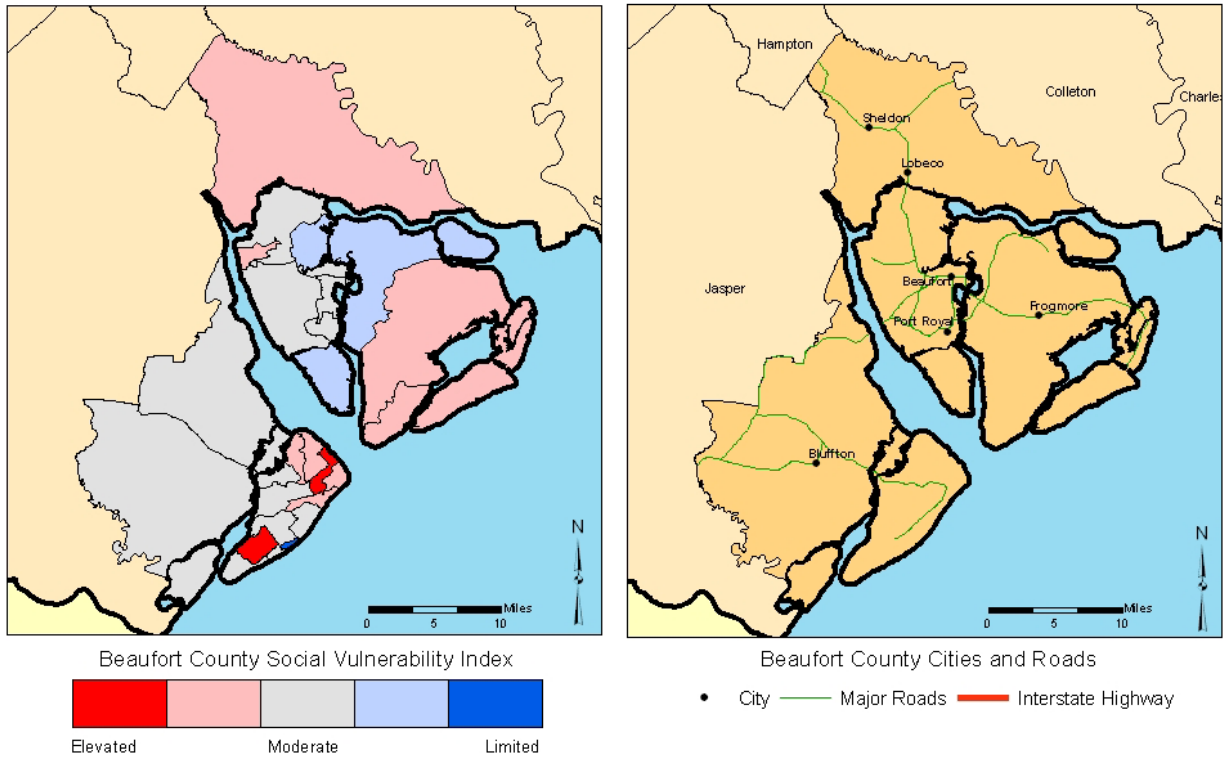 N
Miles
0 5 10
Beaufort County Social Vulnerability Index
Elevated Moderate Limited
Hampton
Colleton
Charles
Sheldon
Lobeco
Jasper
Beaufort
Frogmore
Port Royal
Bluffton
N
Miles
0 5 10
Beaufort County Cities and Roads
City Major Roads Interstate Highway